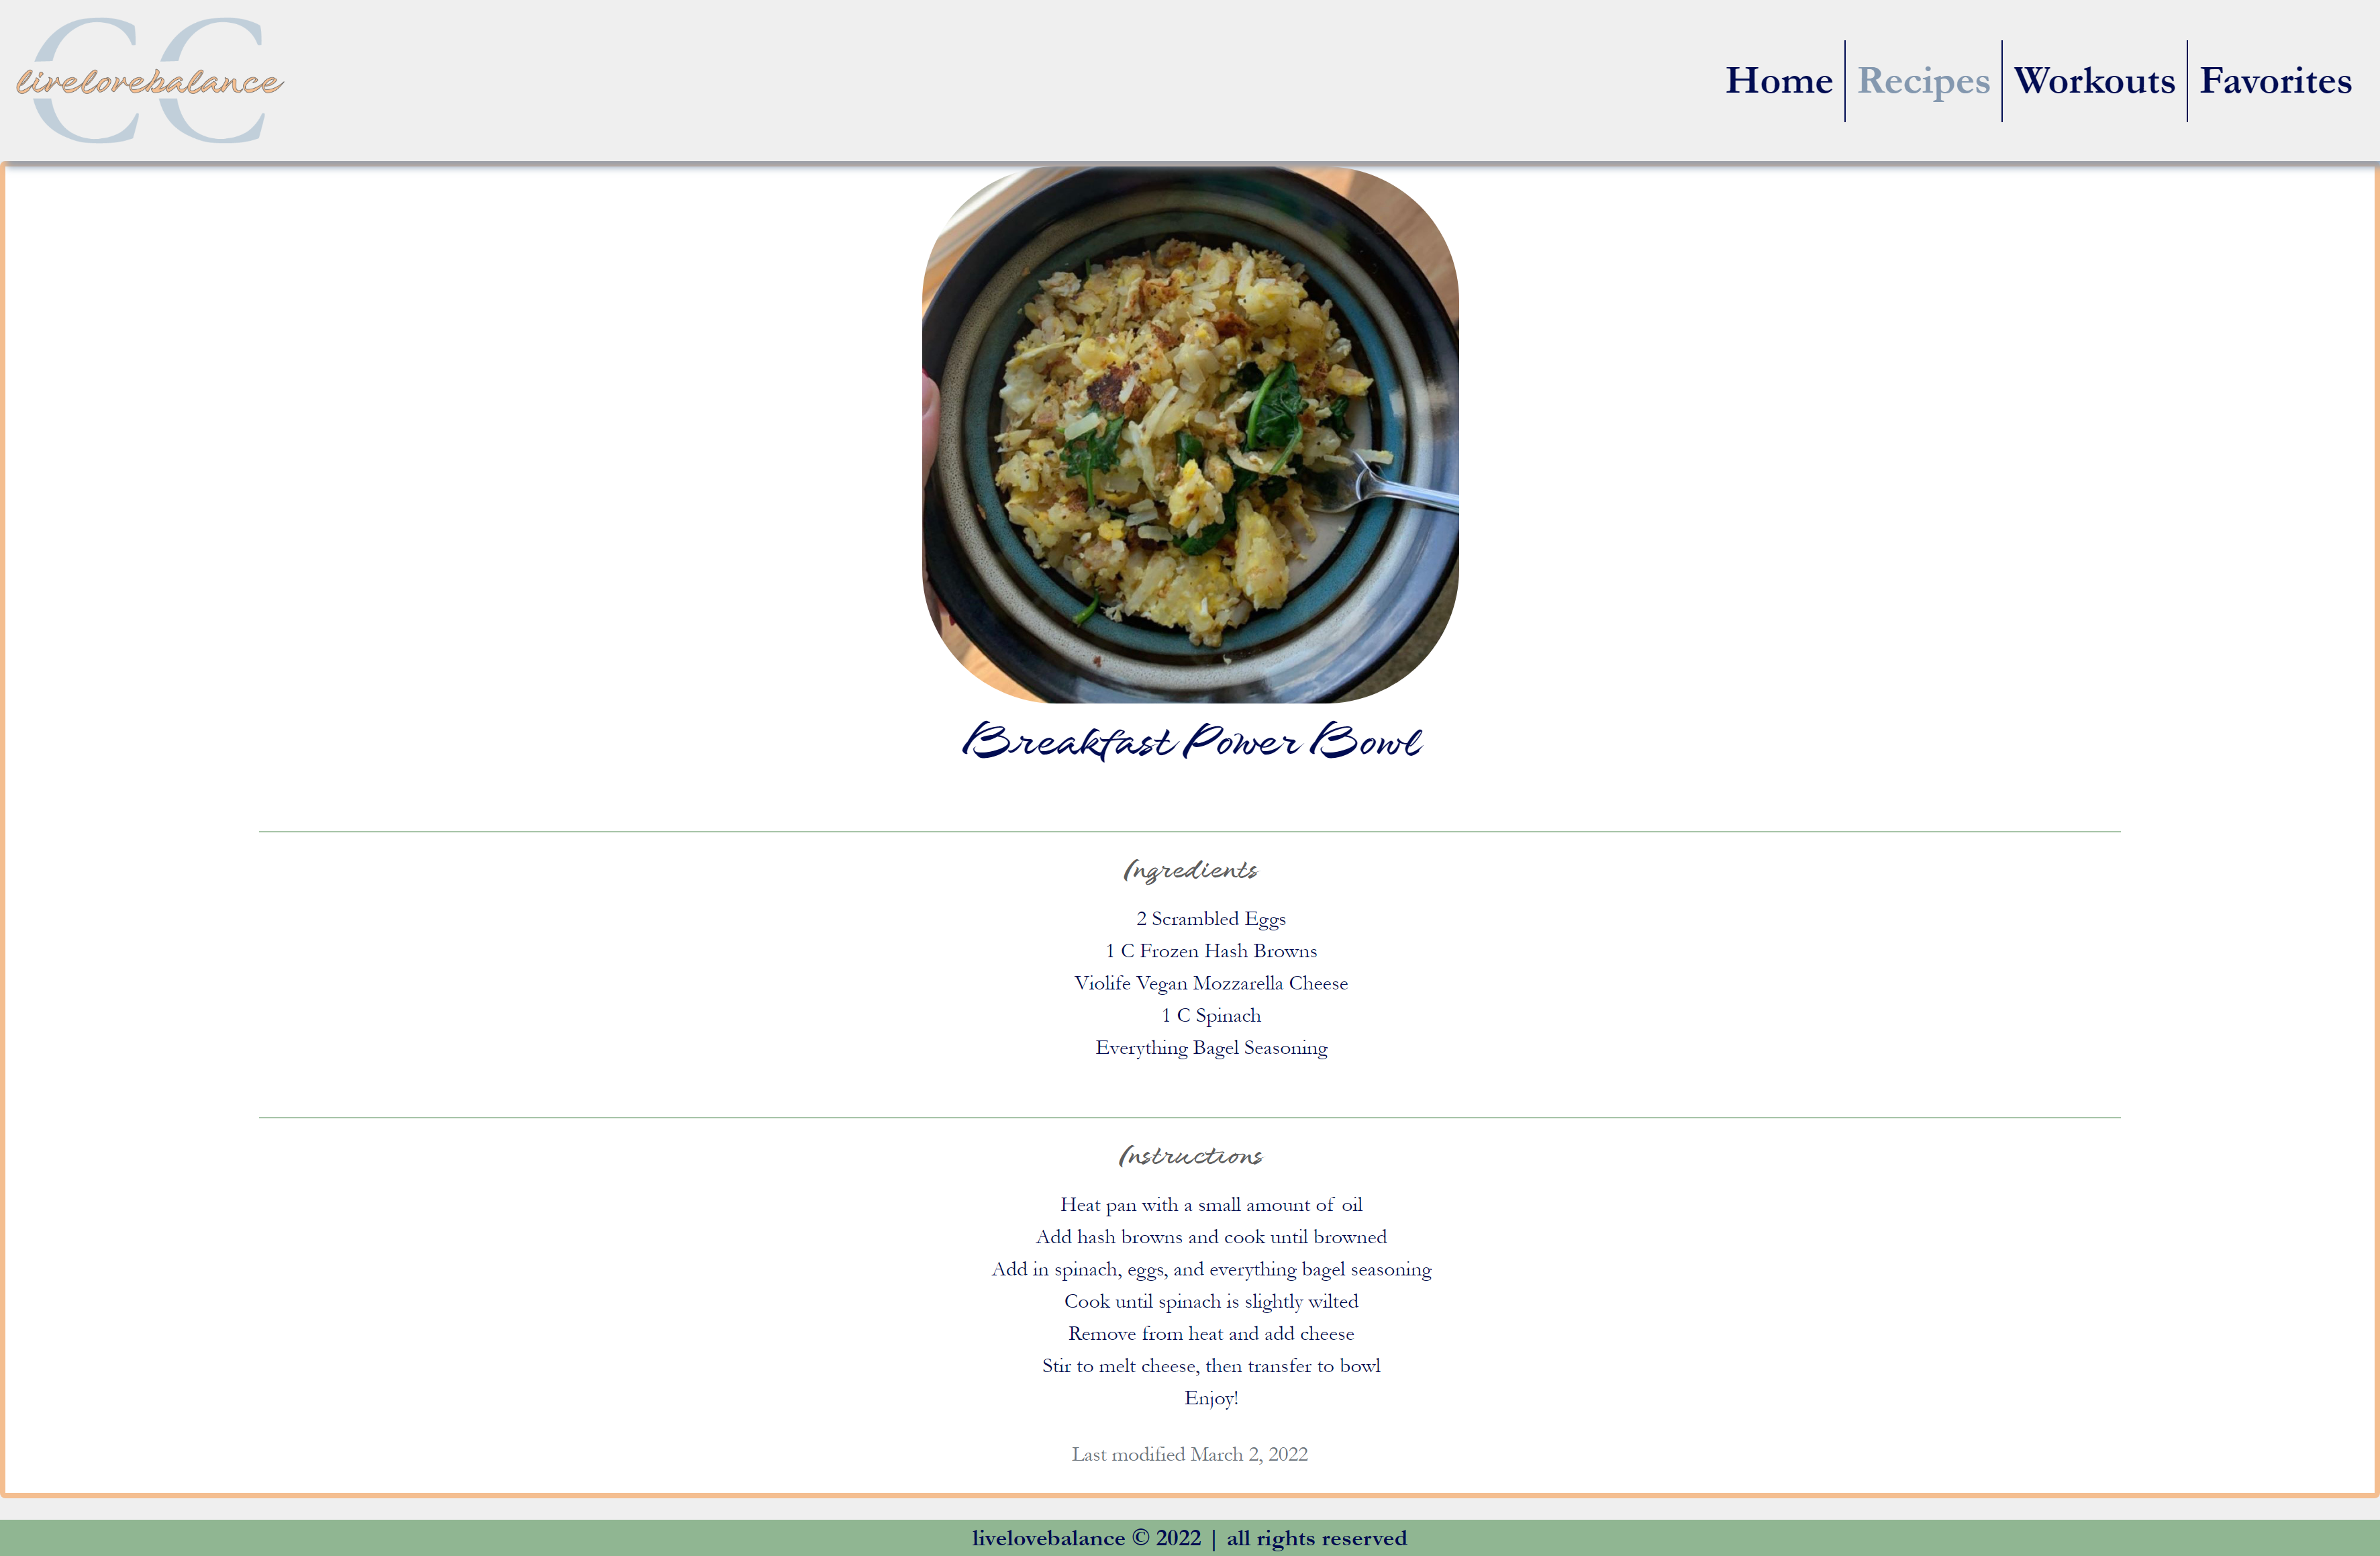 CC
livelovebalance
Home
Recipes
Workouts
Favorites
Breakfast Power Bowl
Ingredients
2 Scrambled Eggs
1 C Frozen Hash Browns
Violife Vegan Mozzarella Cheese
1 C Spinach
Everything Bagel Seasoning
Instructions
Heat pan with a small amount of oil
Add hash browns and cook until browned
Add in spinach, eggs, and everything bagel seasoning
Cook until spinach is slightly wilted
Remove from heat and add cheese
Stir to melt cheese, then transfer to bowl
Enjoy!
Last modified March 2, 2022
livelovebalance © 2022 | all rights reserved